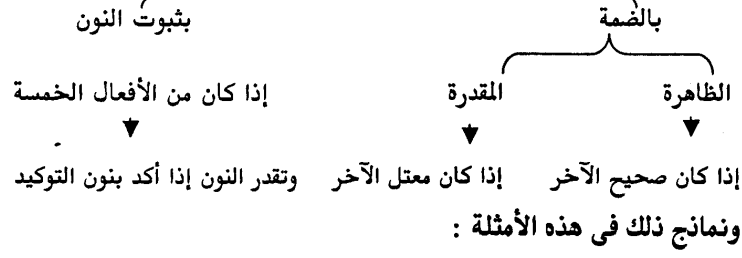 بالضمة بثبوت النون
الظاهرة المقدرة إذا كان من الأفعال الخمسة
إذا كان صحيح الآخر إذا كان معتل الآخر وتقدر النون إذا أكد بنون التوكيد
ونماذج ذلك فى هذه الأمثلة :